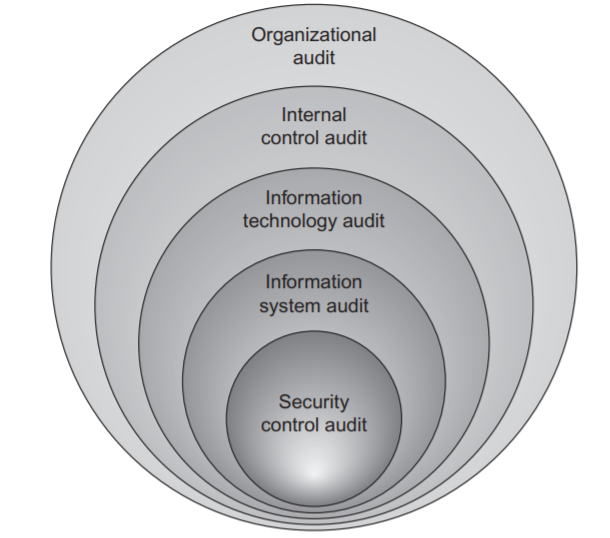 Organizational
audit
Internal
control audit
Information
technology audit
Information
system audit
Security
control audit